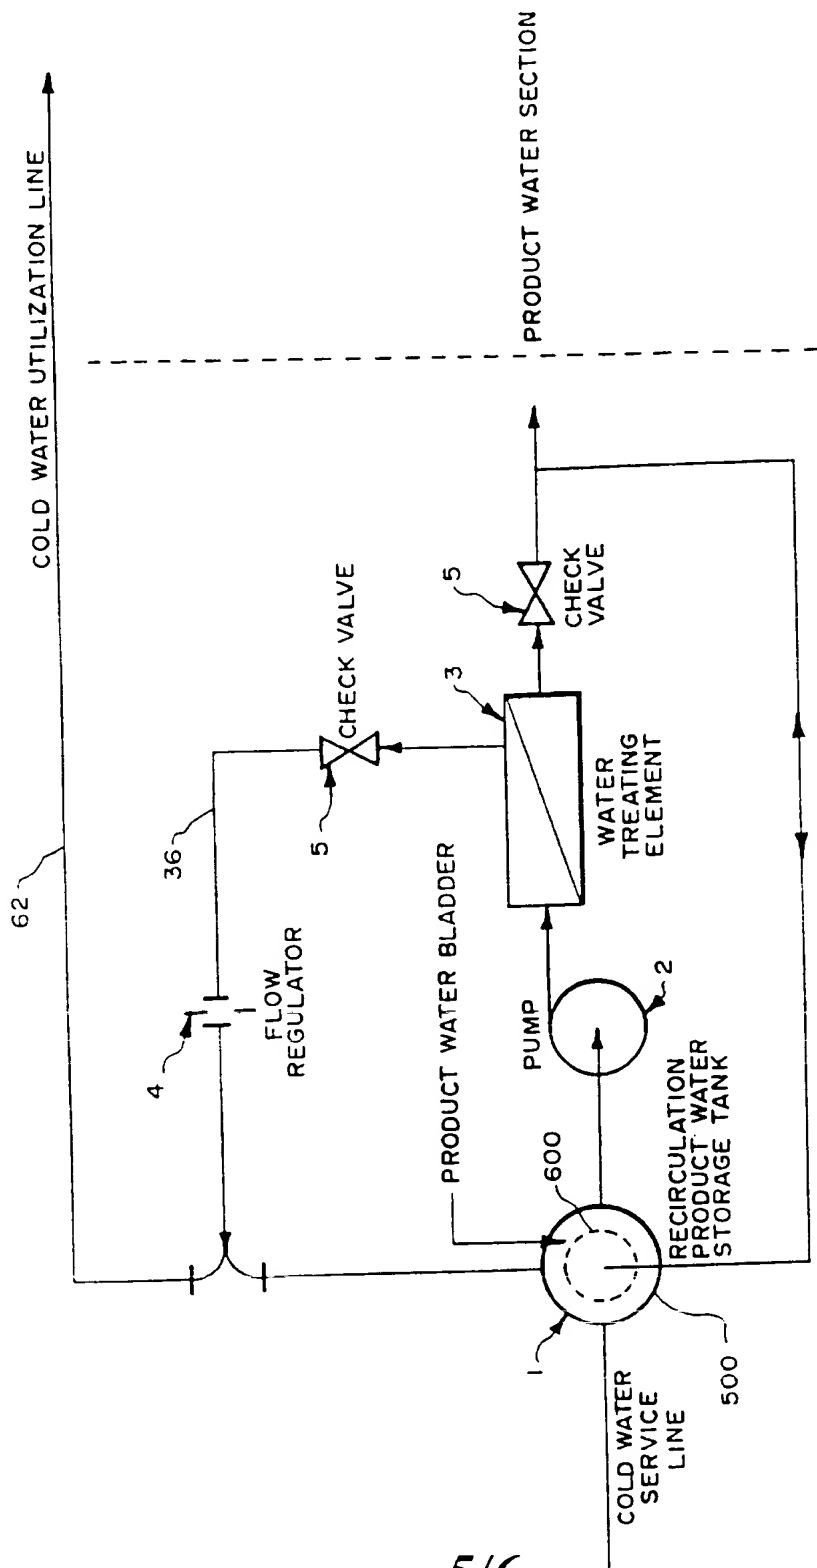 COLD WATER UTILIZATION LINE
62
PRODUCT WATER SECTION
36
4
FLOW
REGULATOR
5
CHECK VALVE
5
CHECK
VALVE
3
WATER
TREATING
ELEMENT
PRODUCT WATER BLADDER
PUMP
2
600
RECIRCULATION
PRODUCT WATER
STORAGE TANK
1
500
COLD WATER
SERVICE
LINE
5/6